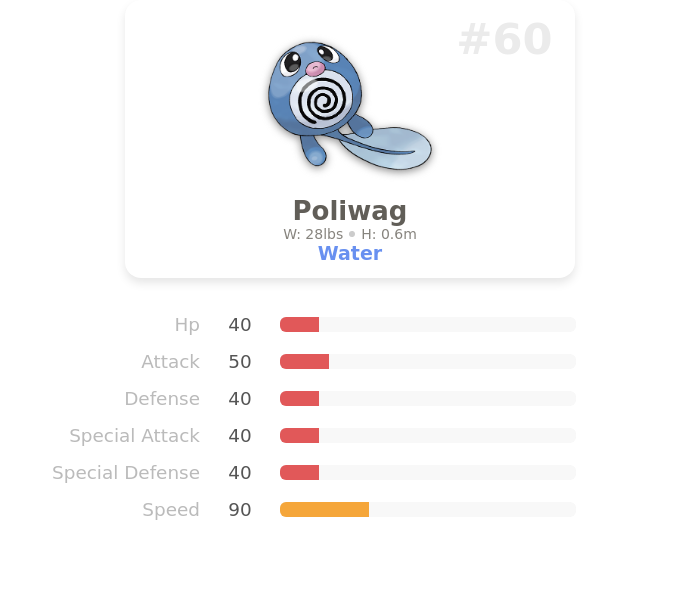 #60
Poliwag
W: 28lbs • H: 0.6m
Water
Hp 40
Attack 50
Defense 40
Special Attack 40
Special Defense 40
Speed 90